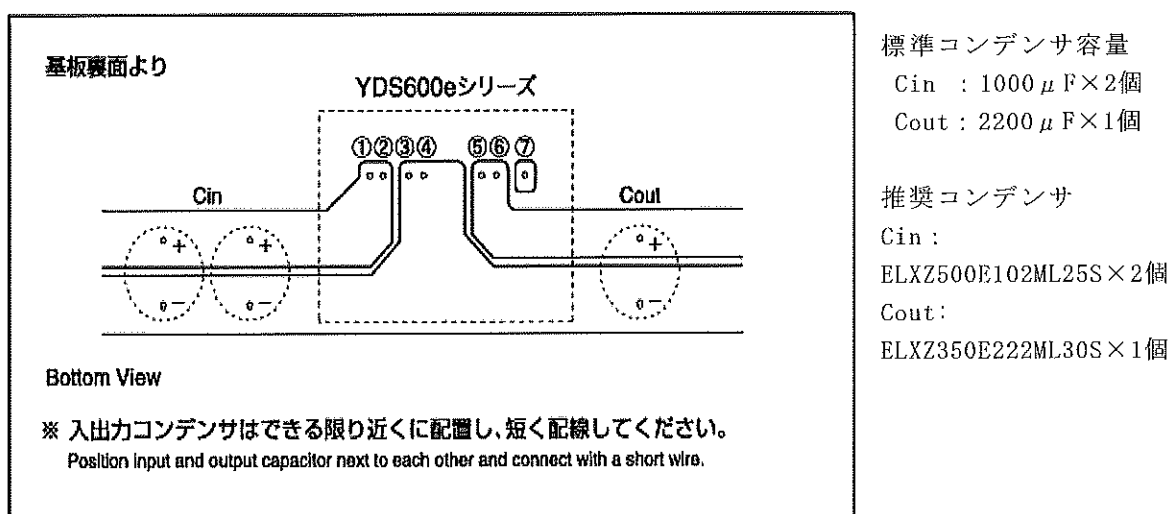 基板裏面より
YDS600eシリーズ
①②③④ ⑤⑥⑦
Cin
Cout
+
+
+
-
-
-
Bottom View
※ 入出力コンデンサはできる限り近くに配置し、短く配線してください。
Position input and output capacitor next to each other and connect with a short wire.
標準コンデンサ容量
Cin : 1000μF×2個
Cout : 2200μF×1個
推奨コンデンサ
Cin :
ELXZ500E102ML25S×2個
Cout:
ELXZ350E222ML30S×1個